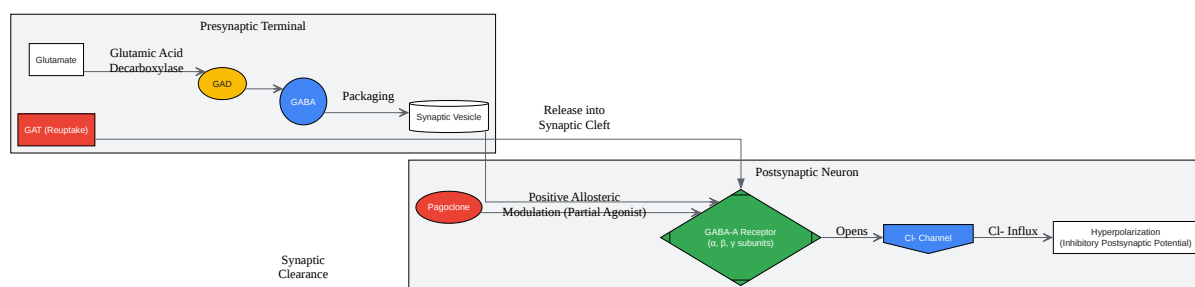 Presynaptic Terminal
Glutamate
Glutamic Acid
Decarboxylase
GAD
GABA
Packaging
Synaptic Vesicle
GAT (Reuptake)
Release into
Synaptic Cleft
Postsynaptic Neuron
Pagoclone
Positive Allosteric
Modulation (Partial Agonist)
GABA-A Receptor
(α, β, γ subunits)
Opens
Cl- Channel
Cl- Influx
Hyperpolarization
(Inhibitory Postsynaptic Potential)
Synaptic
Clearance